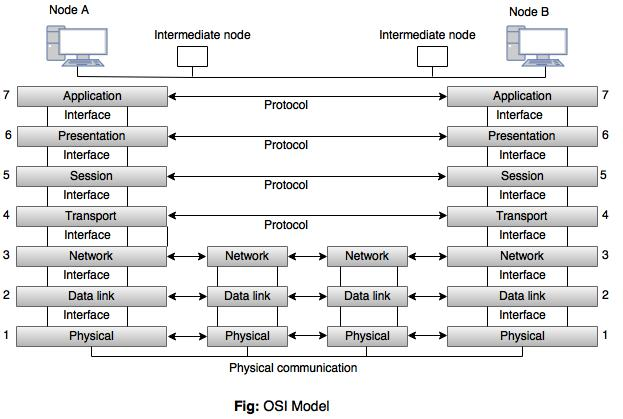 Node A
Node B
Intermediate node
Intermediate node
7 Application Application 7
Protocol
Interface Interface
6 Presentation Presentation 6
Protocol
Interface Interface
5 Session Session 5
Protocol
Interface Interface
4 Transport Transport 4
Protocol
Interface Interface
3 Network Network Network Network 3
Interface Interface
2 Data link Data link Data link Data link 2
Interface Interface
1 Physical Physical Physical Physical 1
Physical communication
Fig: OSI Model